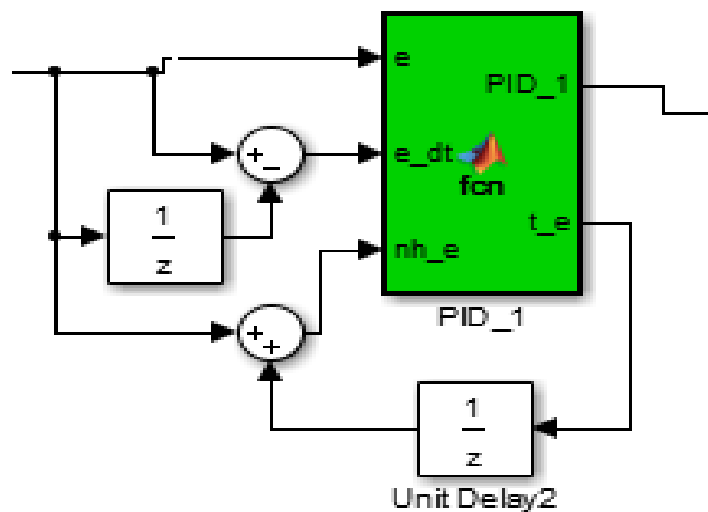 e
PID_1
+
-
e_dt
fcn
1
z
t_e
nh_e
+
+
PID_1
1
z
Unit Delay2